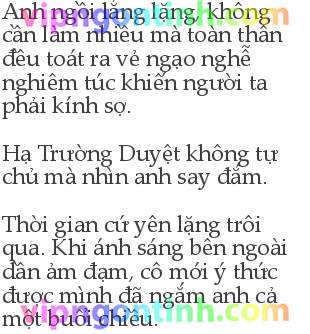 Anh ngồi lẳng lặng, không
cần làm nhiều mà toàn thân
đều toát ra vẻ ngạo nghễ
nghiêm túc khiến người ta
phải kính sợ.
Hạ Trường Duyệt không tự
chủ mà nhìn anh say đắm.
Thời gian cứ yên lặng trôi
qua. Khi ánh sáng bên ngoài
dần ảm đạm, cô mới ý thức
được mình đã ngắm anh cả
một buổi chiều.
vipngontinh.com
vipngontinh.com